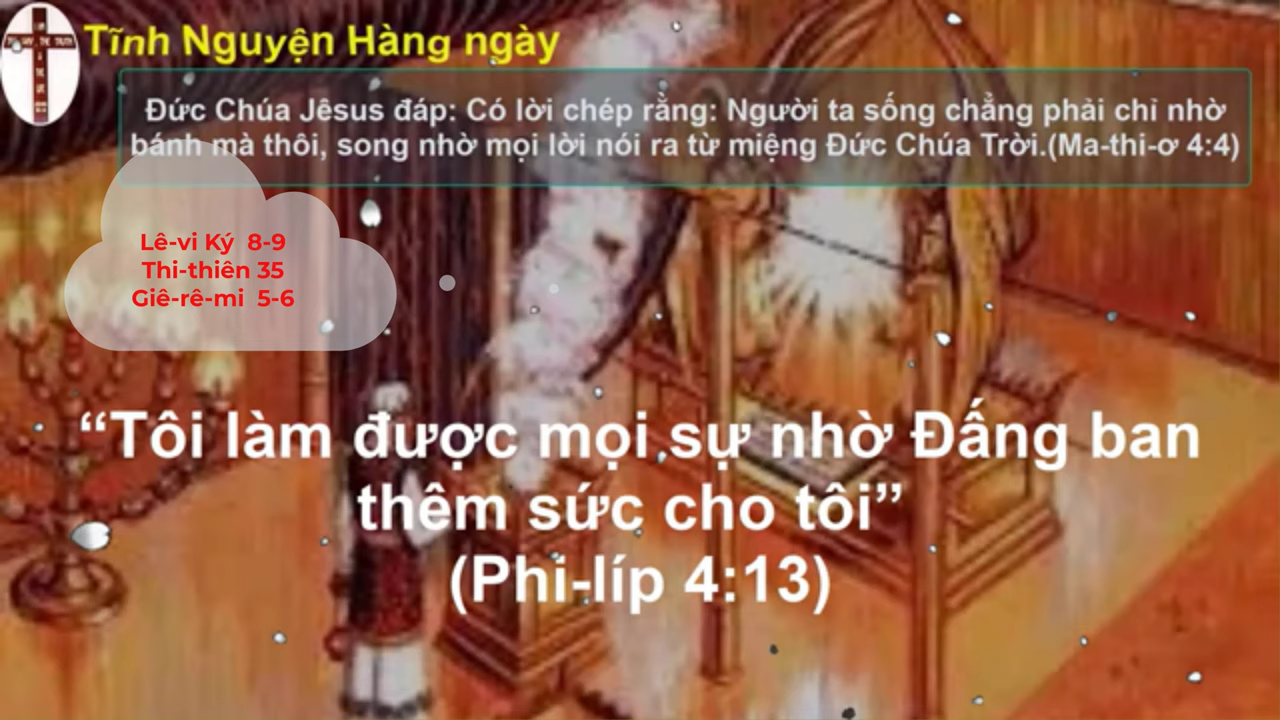 Tĩnh Nguyện Hàng ngày
Đức Chúa Jêsus đáp: Có lời chép rằng: Người ta sống chẳng phải chỉ nhờ
bánh mà thôi, song nhờ mọi lời nói ra từ miệng Đức Chúa Trời.(Ma-thi-ơ 4:4)
Lê-vi Ký 8-9
Thi-thiên 35
Giê-rê-mi 5-6
“Tôi làm được mọi sự nhờ Đấng ban
thêm sức cho tôi”
(Phi-líp 4:13)